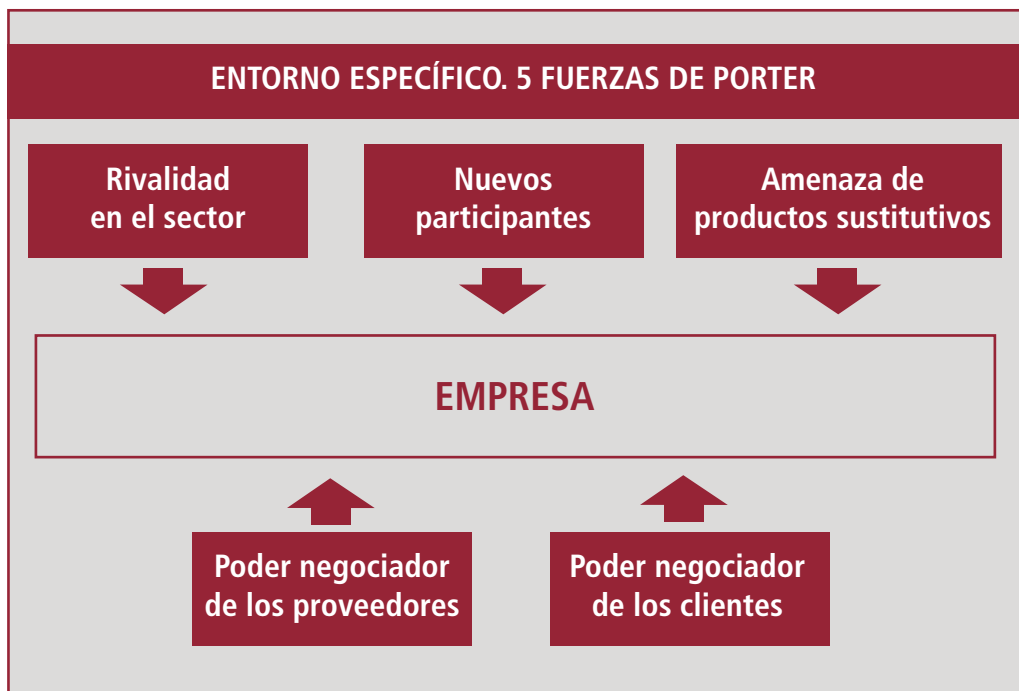 ENTORNO ESPECÍFICO. 5 FUERZAS DE PORTER
Rivalidad
en el sector
Nuevos
participantes
Amenaza de
productos sustitutivos
EMPRESA
Poder negociador
de los proveedores
Poder negociador
de los clientes